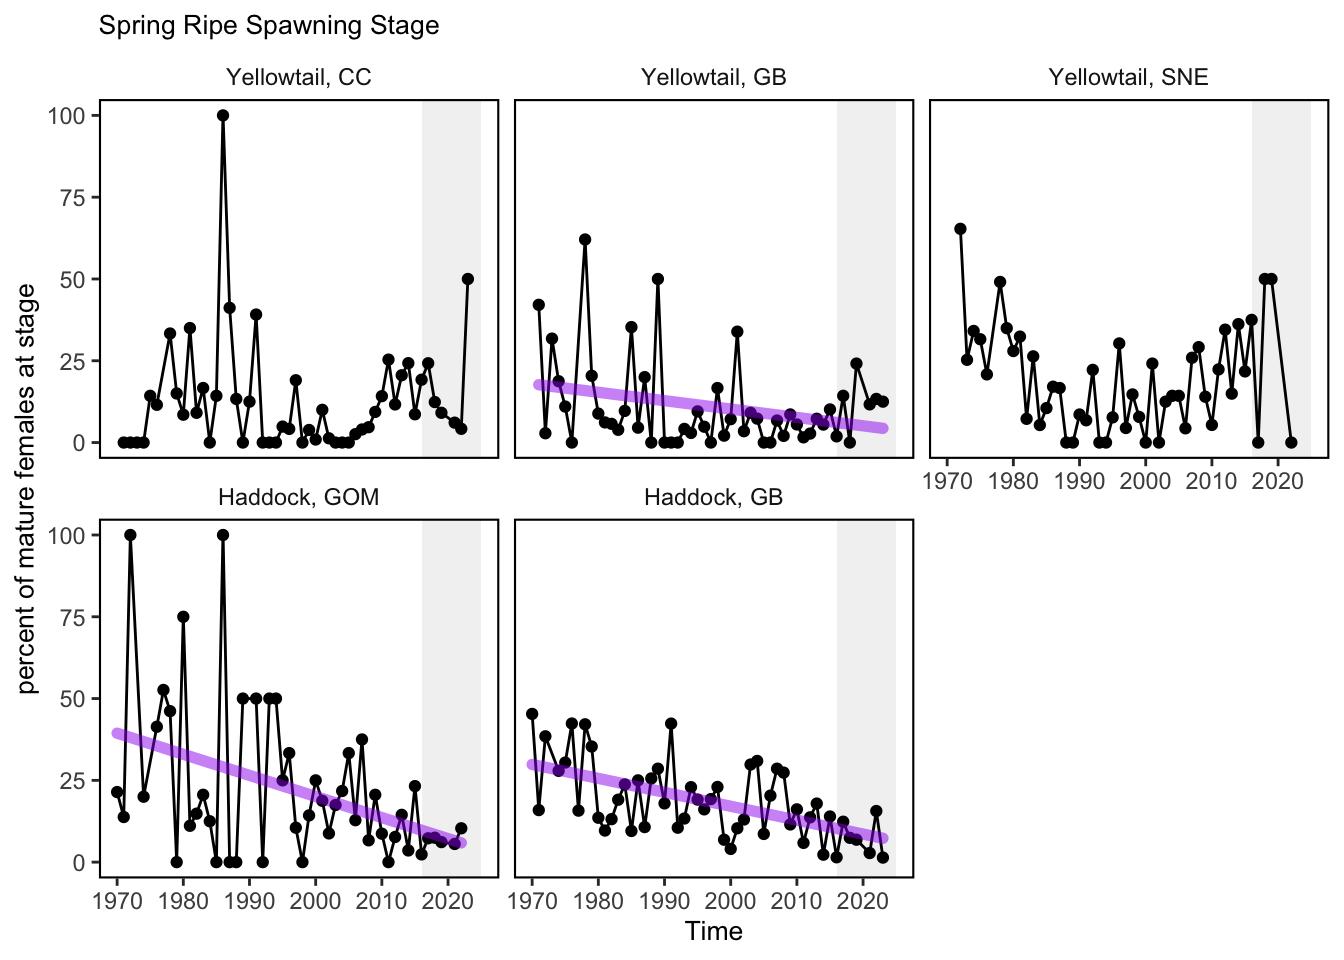 Spring Ripe Spawning Stage
Yellowtail, CC
Yellowtail, GB
Yellowtail, SNE
100
75
50
25
0
1970 1980 1990 2000 2010 2020
percent of mature females at stage
Haddock, GOM
Haddock, GB
100
75
50
25
0
1970 1980 1990 2000 2010 2020
1970 1980 1990 2000 2010 2020
Time